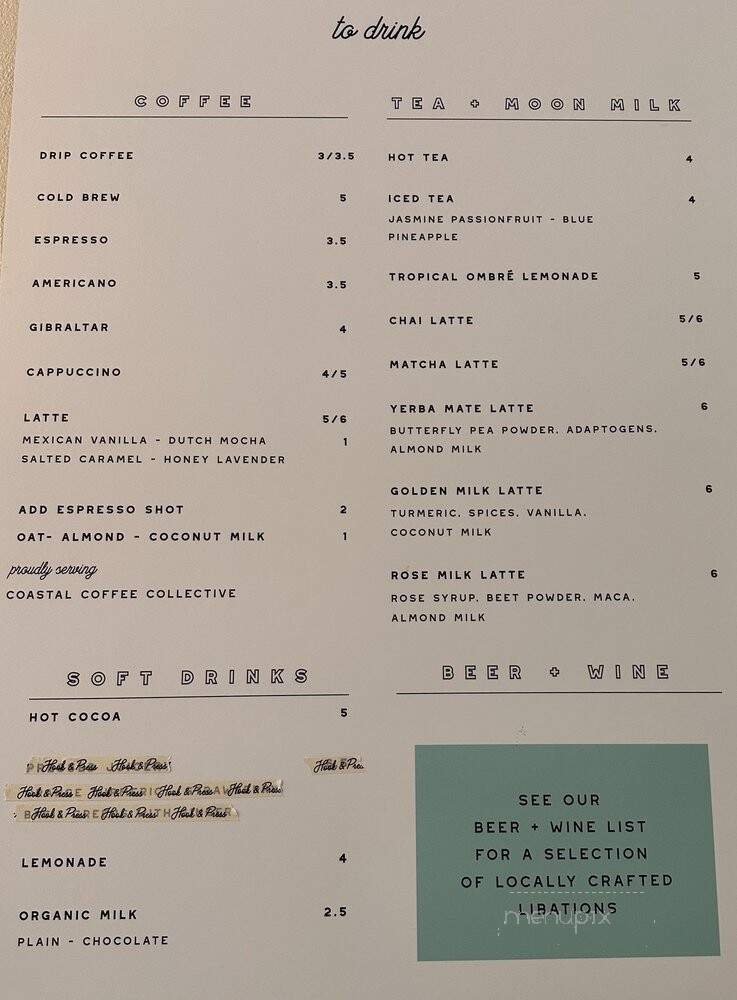 to drink
COFFEE
DRIP COFFEE 3/3.5
COLD BREW 5
ESPRESSO 3.5
AMERICANO 3.5
GIBRALTAR 4
CAPPUCCINO 4/5
LATTE 5/6
MEXICAN VANILLA - DUTCH MOCHA 1
SALTED CARAMEL - HONEY LAVENDER
ADD ESPRESSO SHOT 2
OAT- ALMOND - COCONUT MILK 1
proudly serving
COASTAL COFFEE COLLECTIVE
TEA + MOON MILK
HOT TEA 4
ICED TEA 4
JASMINE PASSIONFRUIT - BLUE
PINEAPPLE
TROPICAL OMBRÉ LEMONADE 5
CHAI LATTE 5/6
MATCHA LATTE 5/6
YERBA MATE LATTE 6
BUTTERFLY PEA POWDER, ADAPTOGENS,
ALMOND MILK
GOLDEN MILK LATTE 6
TURMERIC, SPICES, VANILLA,
COCONUT MILK
ROSE MILK LATTE 6
ROSE SYRUP, BEET POWDER, MACA,
ALMOND MILK
SOFT DRINKS
HOT COCOA 5
Hook & Press Hook & Press Hook & Pre
Hook & Press Hook & Press Hook & Press Hook & Press
Hook & Press Hook & Press Hook & Press
LEMONADE 4
ORGANIC MILK 2.5
PLAIN - CHOCOLATE
BEER + WINE
SEE OUR
BEER + WINE LIST
FOR A SELECTION
OF LOCALLY CRAFTED
LIBATIONS
menupix